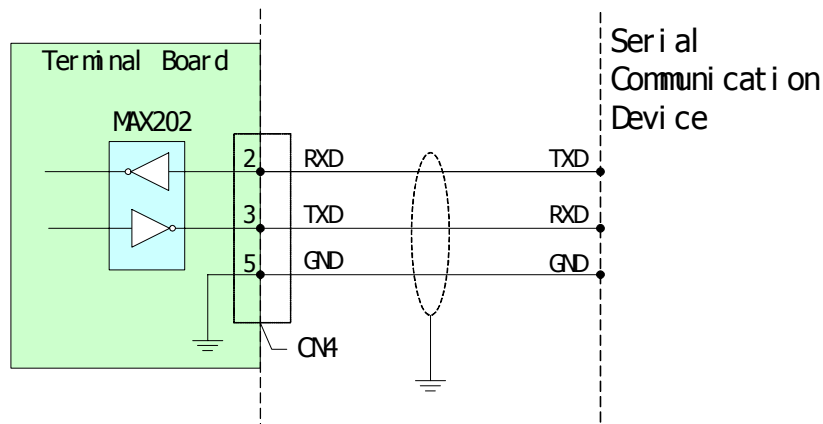 Terminal Board
Serial
Communication
Device
MAX202
2 RXD TXD
3 TXD RXD
5 GND GND
CN4